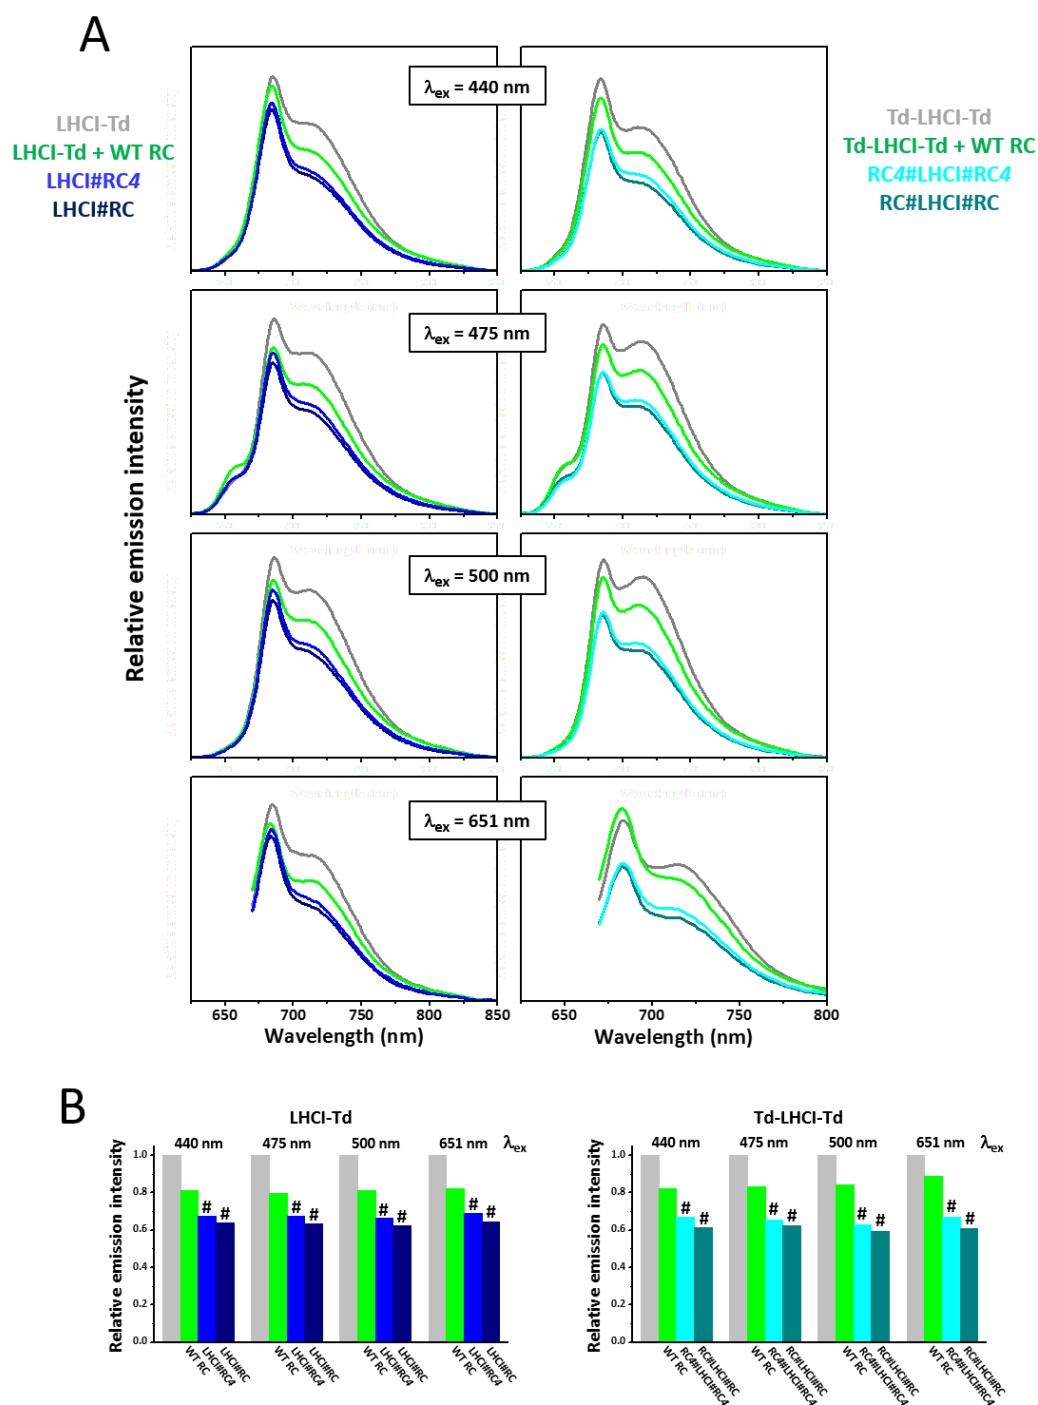 A
λex = 440 nm
LHCI-Td
LHCI-Td + WT RC
LHCI#RC4
LHCI#RC
Td-LHCI-Td
Td-LHCI-Td + WT RC
RC4#LHCI#RC4
RC#LHCI#RC
λex = 475 nm
λex = 500 nm
λex = 651 nm
Relative emission intensity
650 700 750 800 850
650 700 750 800
Wavelength (nm)
Wavelength (nm)
B
LHCI-Td
440 nm 475 nm 500 nm 651 nm λex
Relative emission intensity
1.0
0.8
0.6
0.4
0.2
0.0
# # # # # # # #
WT RC LHCI#RC4 LHCI#RC WT RC LHCI#RC4 LHCI#RC WT RC LHCI#RC4 LHCI#RC WT RC LHCI#RC4 LHCI#RC
Td-LHCI-Td
440 nm 475 nm 500 nm 651 nm λex
Relative emission intensity
1.0
0.8
0.6
0.4
0.2
0.0
# # # # # # # #
WT RC RC4#LHCI#RC4 RC#LHCI#RC WT RC RC4#LHCI#RC4 RC#LHCI#RC WT RC RC4#LHCI#RC4 RC#LHCI#RC WT RC RC4#LHCI#RC4 RC#LHCI#RC